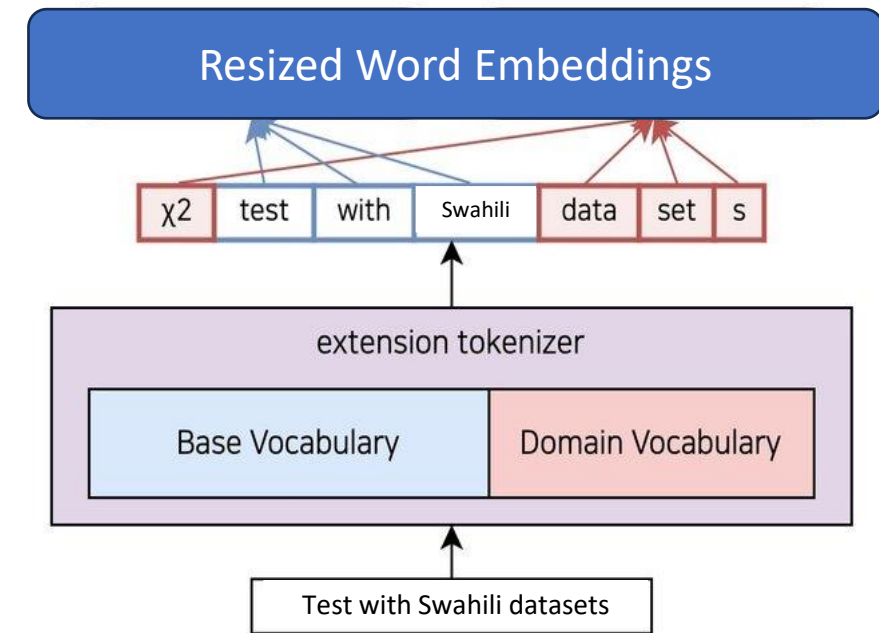 Resized Word Embeddings
χ2 test with Swahili data set s
extension tokenizer
Base Vocabulary Domain Vocabulary
Test with Swahili datasets